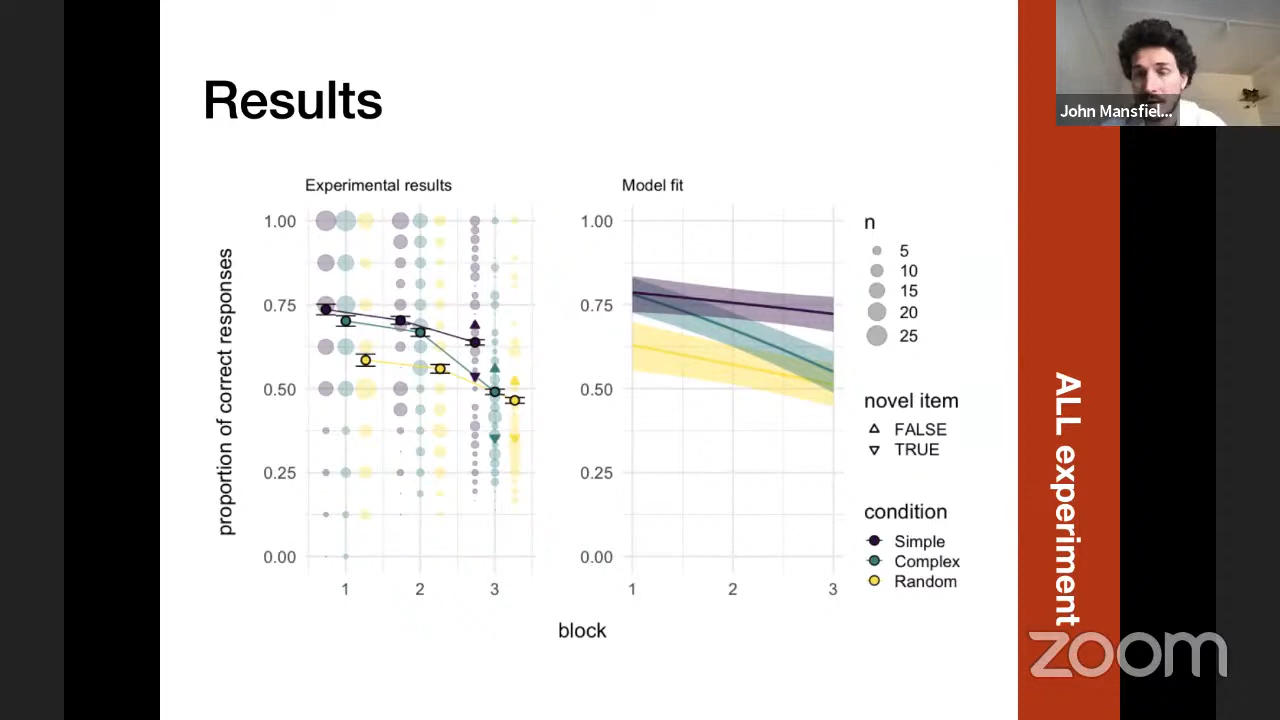 Results
John Mansfiel...
Experimental results
Model fit
proportion of correct responses
1.00
0.75
0.50
0.25
0.00
1 2 3
1.00
0.75
0.50
0.25
0.00
1 2 3
block
n
5
10
15
20
25
novel item
FALSE
TRUE
condition
Simple
Complex
Random
ALL experiment
zoom